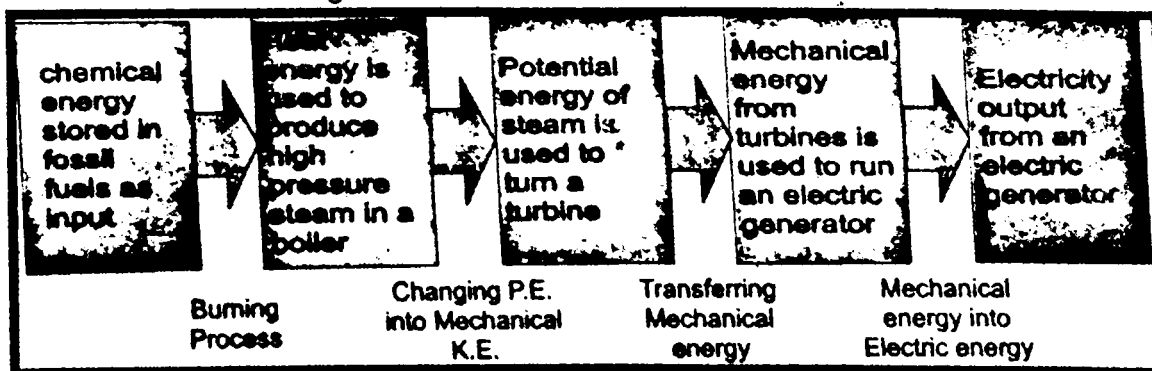 chemical
energy
stored in
fossil
fuels as
input
energy is
used to
produce
high
pressure
steam in a
boiler
Potential
energy of
steam is
used to
turn a
turbine
Mechanical
energy
from
turbines is
used to run
an electric
generator
Electricity
output
from an
electric
generator
Burning
Process
Changing P.E.
into Mechanical
K.E.
Transferring
Mechanical
energy
Mechanical
energy into
Electric energy